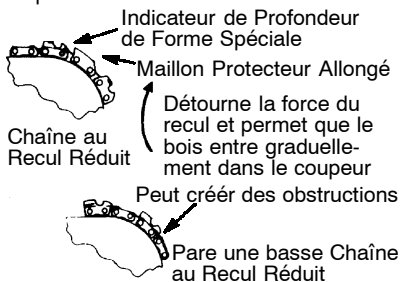 Indicateur de Profondeur
de Forme Spéciale
Maillon Protecteur Allongé
Détourne la force du
recul et permet que le
bois entre graduelle-
ment dans le coupeur
Chaîne au
Recul Réduit
Peut créér des obstructions
Pare une basse Chaîne
au Recul Réduit